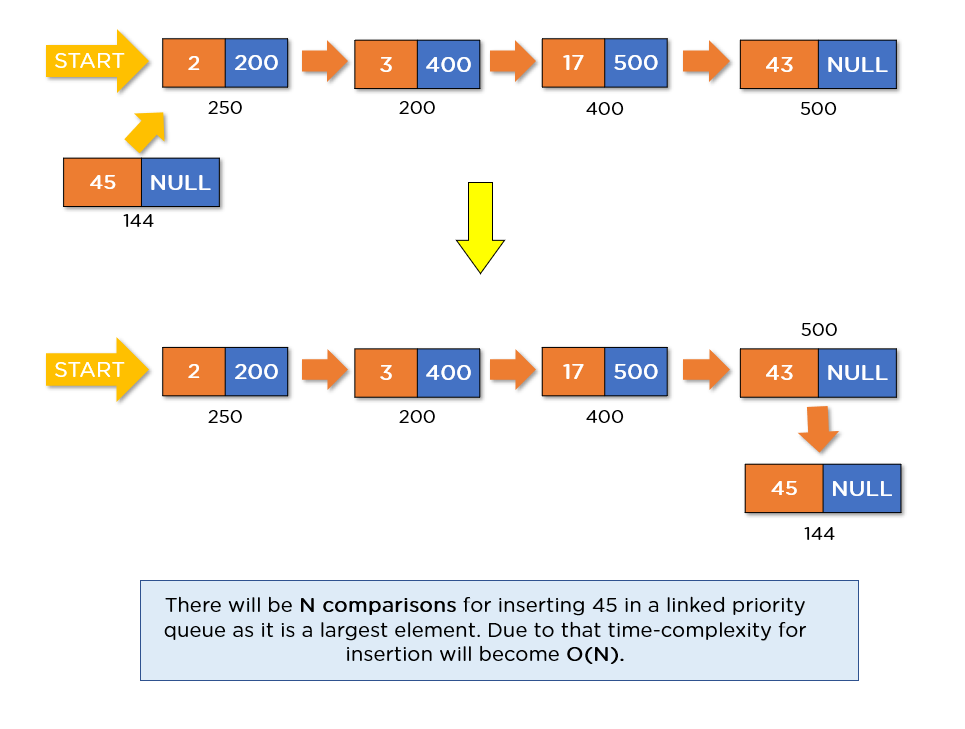 START 2 200 3 400 17 500 43 NULL
250 200 400 500
45 NULL
144
500
START 2 200 3 400 17 500 43 NULL
250 200 400
45 NULL
144
There will be N comparisons for inserting 45 in a linked priority
queue as it is a largest element. Due to that time-complexity for
insertion will become O(N).